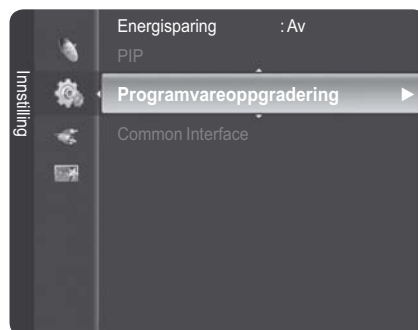 Innstilling
Energisparing : Av
PIP
Programvareoppgradering
Common Interface